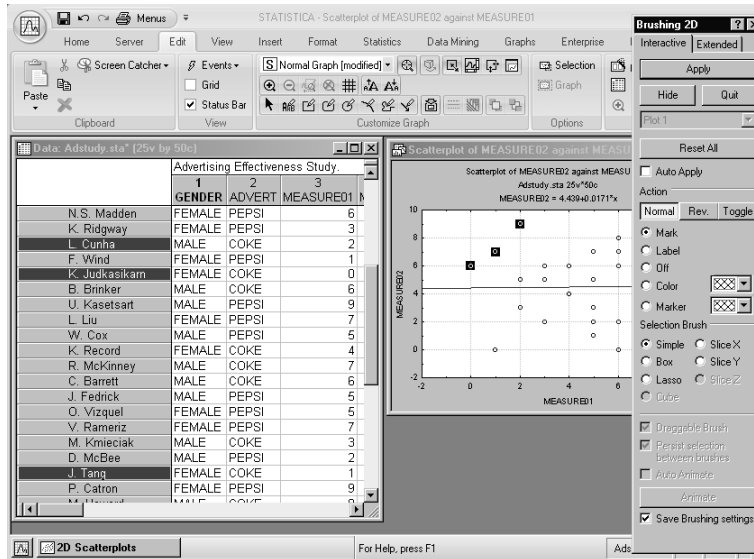 Menus
STATISTICA - Scatterplot of MEASURE02 against MEASURE01
Home Server Edit View Insert Format Statistics Data Mining Graphs Enterprise
Paste
Screen Catcher
Clipboard
Events
Grid
Status Bar
View
Normal Graph [modified]
Customize Graph
Selection
Graph
Options
Data: Adstudy.sta* (25v by 50c)
Advertising Effectiveness Study.
1 2 3
GENDER ADVERT MEASURE01
N.S. Madden FEMALE PEPSI 6
K. Ridgway FEMALE PEPSI 3
L. Cunha MALE COKE 2
F. Wind FEMALE PEPSI 1
K. Judkasikarn FEMALE COKE 0
B. Brinker MALE COKE 6
U. Kasetsart MALE PEPSI 9
L. Liu FEMALE PEPSI 7
W. Cox MALE PEPSI 5
K. Record FEMALE COKE 4
R. McKinney MALE COKE 7
C. Barrett MALE COKE 6
J. Fedrick MALE PEPSI 5
O. Vizquel FEMALE PEPSI 5
V. Rameriz FEMALE PEPSI 7
M. Kmieciak MALE COKE 3
D. McBee MALE PEPSI 2
J. Tang FEMALE COKE 1
P. Catron FEMALE PEPSI 9
Scatterplot of MEASURE02 against MEASU
Scatterplot of MEASURE02 against MEASU
Adstudy.sta 25v*50c
MEASURE02 = 4.439+0.0171*x
10
8
6
4
2
0
-2
MEASURE02
-2 0 2 4 6
MEASURE01
Brushing 2D
Interactive Extended
Apply
Hide Quit
Plot 1
Reset All
Auto Apply
Action
Normal Rev. Toggle
Mark
Label
Off
Color
Marker
Selection Brush
Simple Slice X
Box Slice Y
Lasso Slice Z
Cube
Draggable Brush
Persist selection
between brushes
Auto Animate
Animate
Save Brushing settings
2D Scatterplots
For Help, press F1
Ads